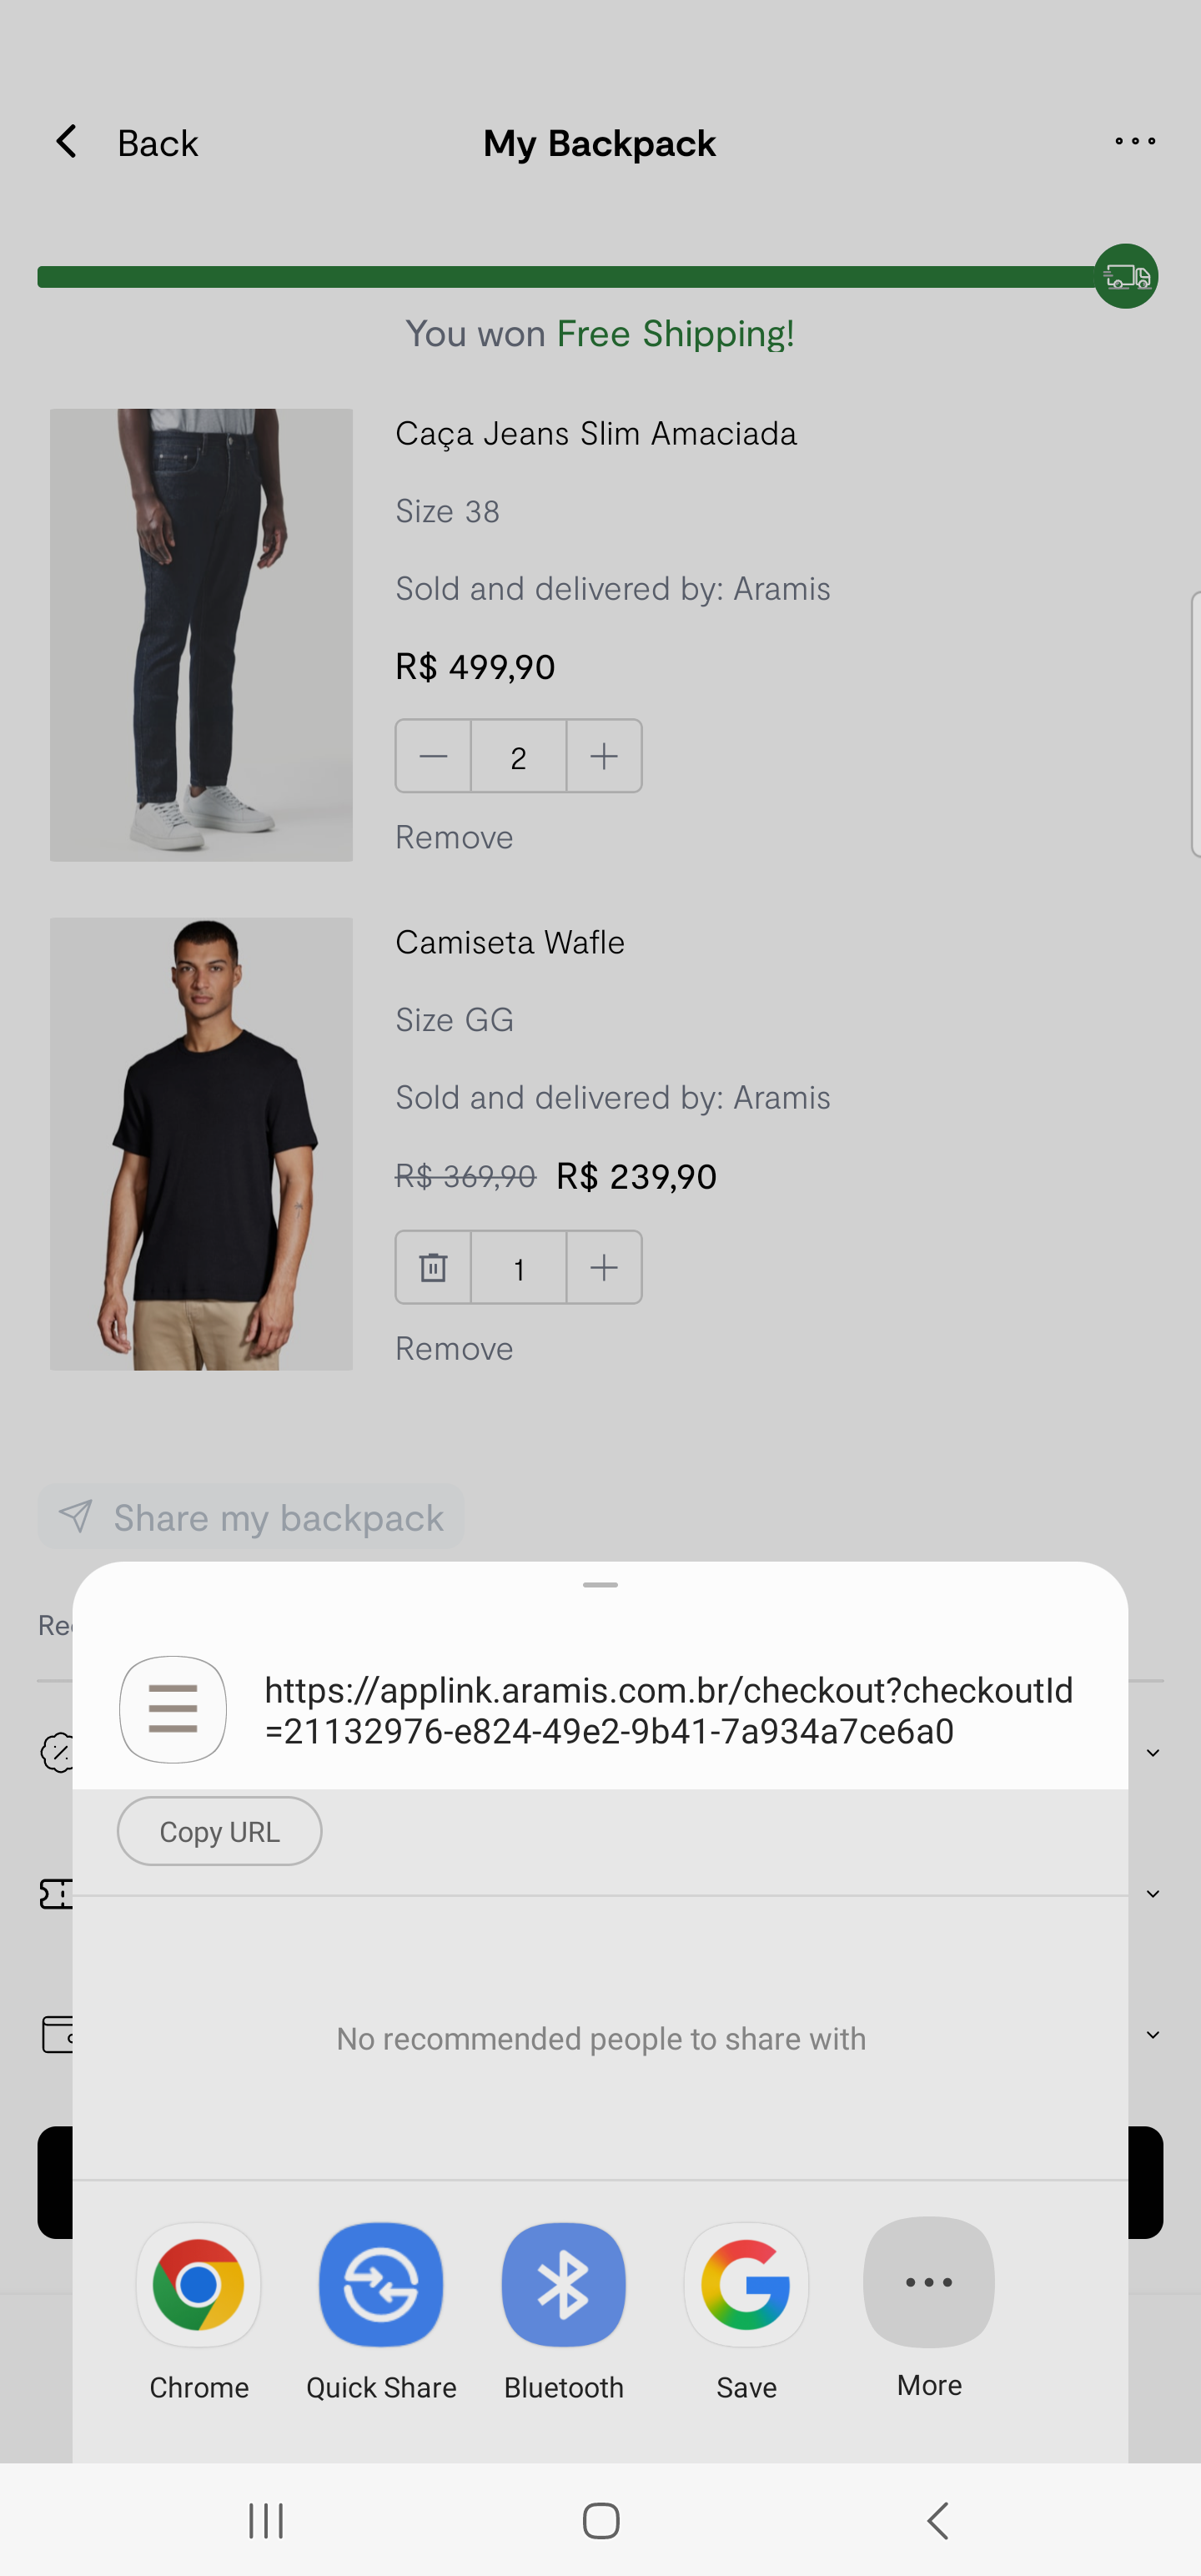 Back
My Backpack
You won Free Shipping!
Caça Jeans Slim Amaciada
Size 38
Sold and delivered by: Aramis
R$ 499,90
2
Remove
Camiseta Wafle
Size GG
Sold and delivered by: Aramis
R$ 369,90 R$ 239,90
1
Remove
Share my backpack
https://applink.aramis.com.br/checkout?checkoutId
=21132976-e824-49e2-9b41-7a934a7ce6a0
Copy URL
No recommended people to share with
Chrome
Quick Share
Bluetooth
Save
More